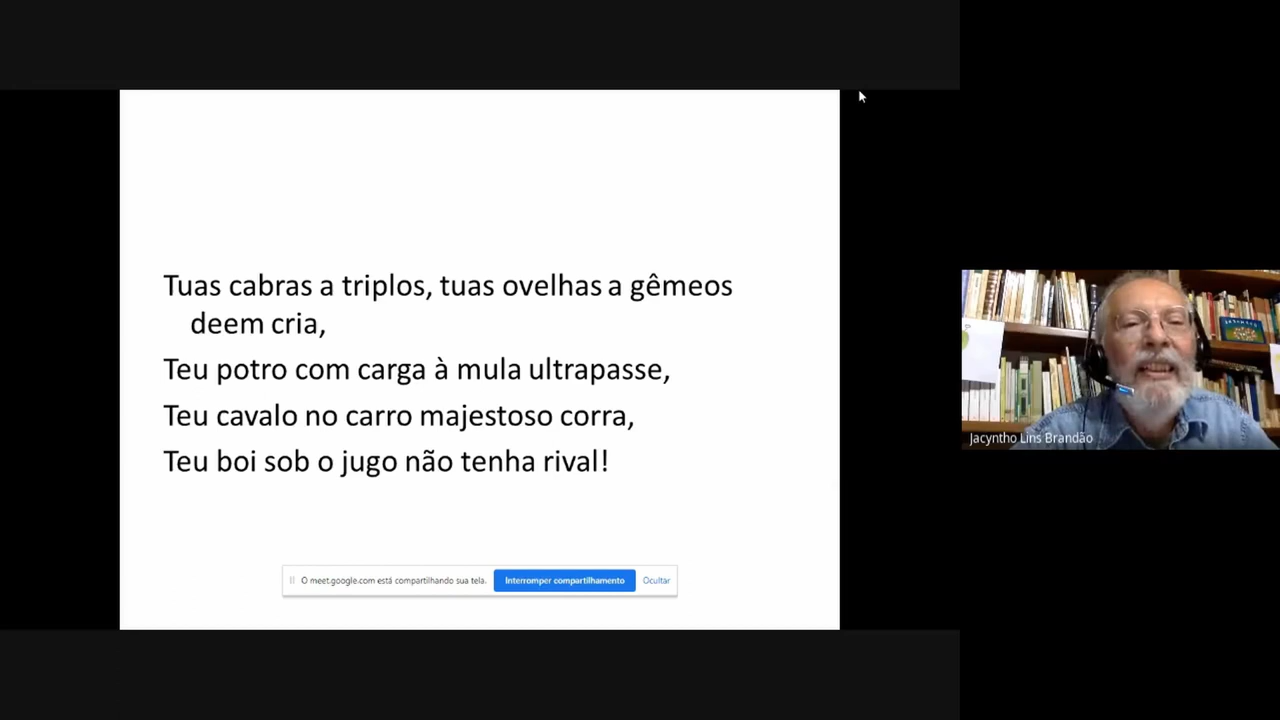 Tuas cabras a triplos, tuas ovelhas a gêmeos
deem cria,
Teu potro com carga à mula ultrapasse,
Teu cavalo no carro majestoso corra,
Teu boi sob o jugo não tenha rival!
O meet.google.com está compartilhando sua tela.
Interromper compartilhamento
Ocultar
Jacyntho Lins Brandão